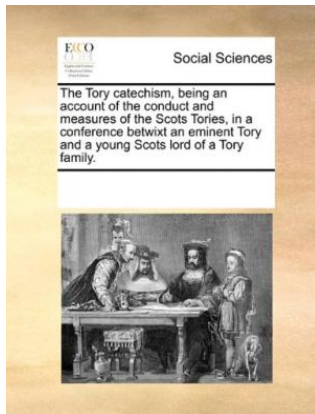 ECCO
Social Sciences
The Tory catechism, being an
account of the conduct and
measures of the Scots Tories, in a
conference betwixt an eminent Tory
and a young Scots lord of a Tory
family.